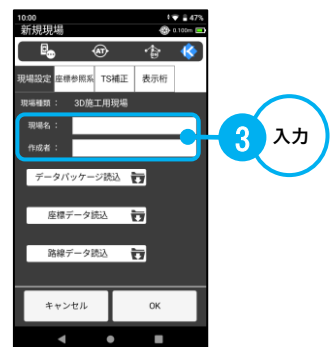 10:00 47%
新規現場 0.100m
AT
現場設定 座標参照系 TS補正 表示桁
現場種類 : 3D施工用現場
現場名 :
作成者 :
3 入力
データパッケージ読込
座標データ読込
路線データ読込
キャンセル OK